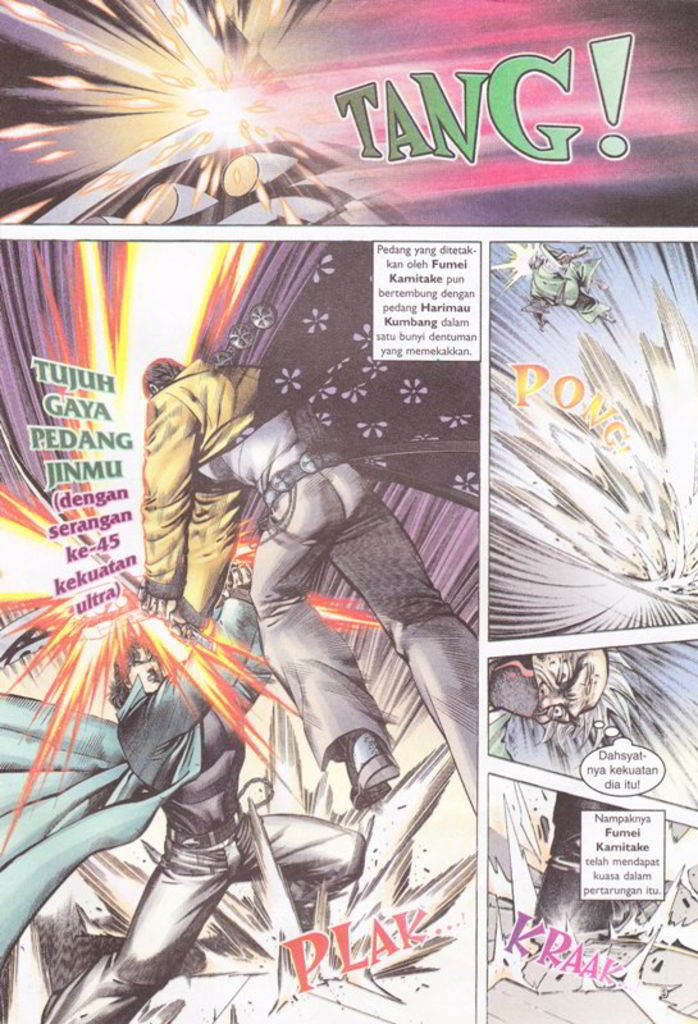 TANG!
Pedang yang ditetak-
kan oleh Fumei
Kamitake pun
bertembung dengan
pedang Harimau
Kumbang dalam
satu bunyi dentuman
yang memekakkan.
TUJUH
GAYA
PEDANG
JINMU
(dengan
serangan
ke-45
kekuatan
ultra)
PLAK...!
PONG!
Dahsyat-
nya kekuatan
dia itu!
Nampaknya
Fumei
Kamitake
telah mendapat
kuasa dalam
pertarungan itu.
KRAAK...